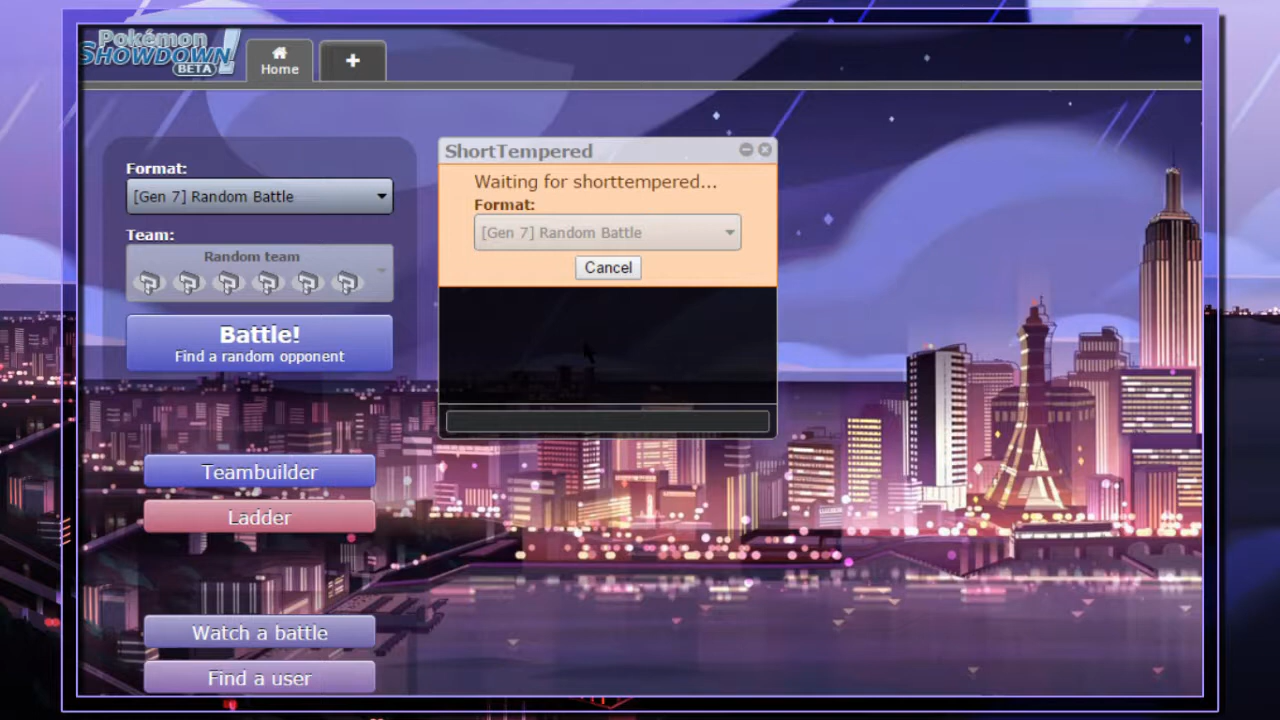 Pokémon
SHOWDOWN!
BETA
Home
+
Format:
[Gen 7] Random Battle
Team:
Random team
Battle!
Find a random opponent
Teambuilder
Ladder
Watch a battle
Find a user
ShortTempered
Waiting for shorttempered...
Format:
[Gen 7] Random Battle
Cancel